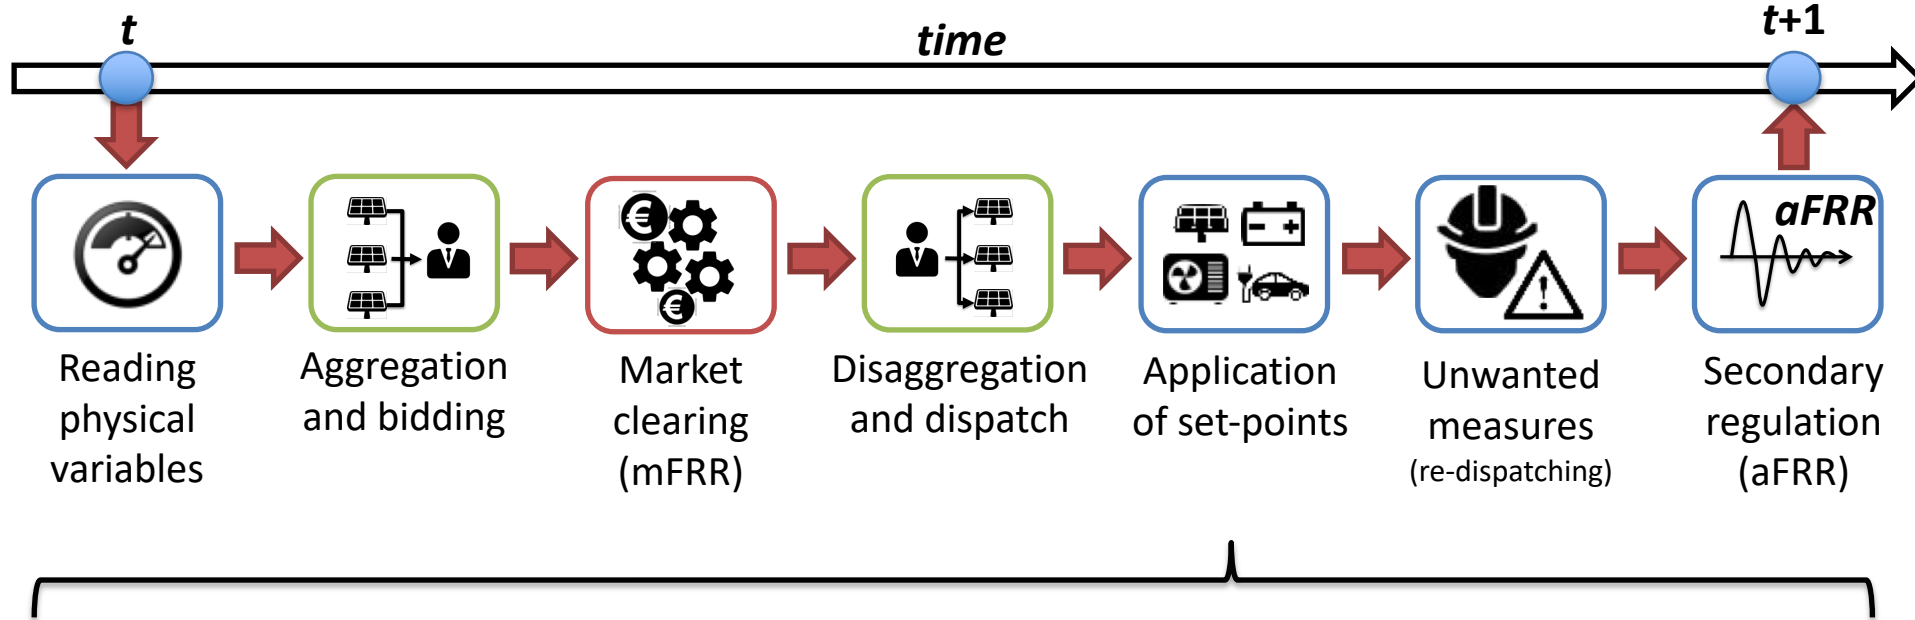 t
time
t+1
aFRR
Reading
physical
variables
Aggregation
and bidding
Market
clearing
(mFRR)
Disaggregation
and dispatch
Application
of set-points
Unwanted
measures
(re-dispatching)
Secondary
regulation
(aFRR)